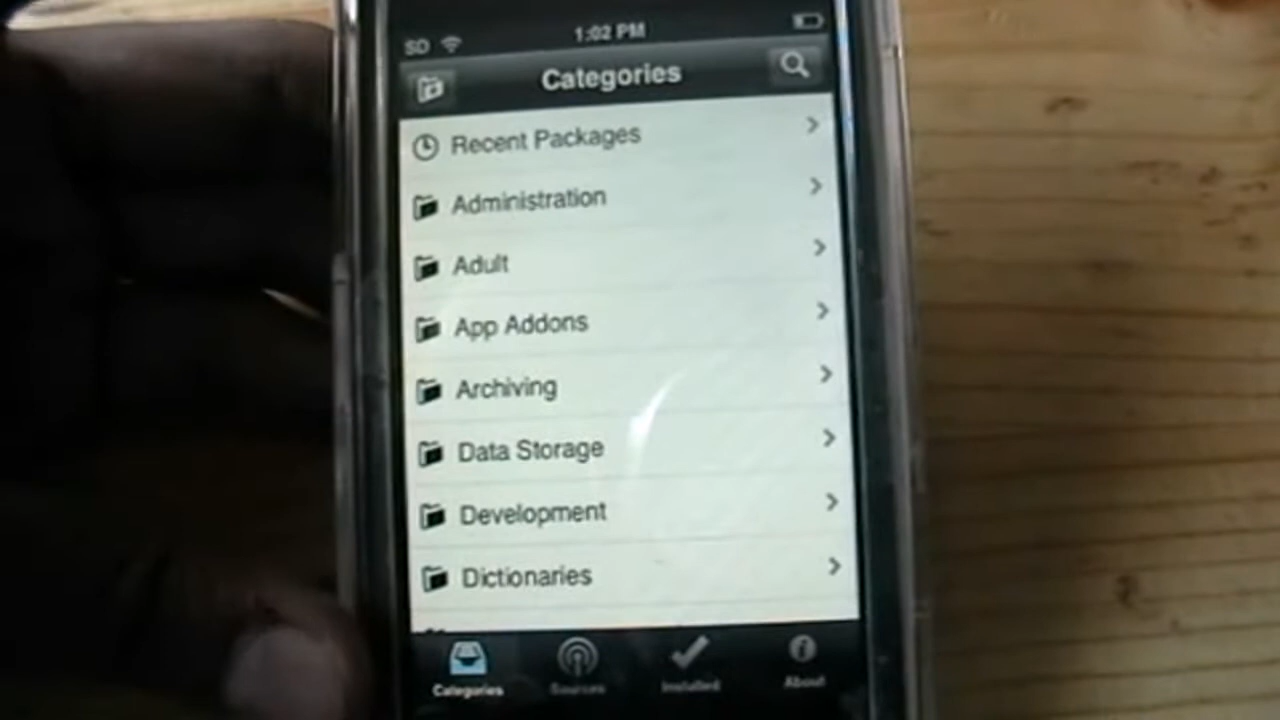 SD 1:02 PM
Categories
Recent Packages
Administration
Adult
App Addons
Archiving
Data Storage
Development
Dictionaries
Categories Sources Installed About